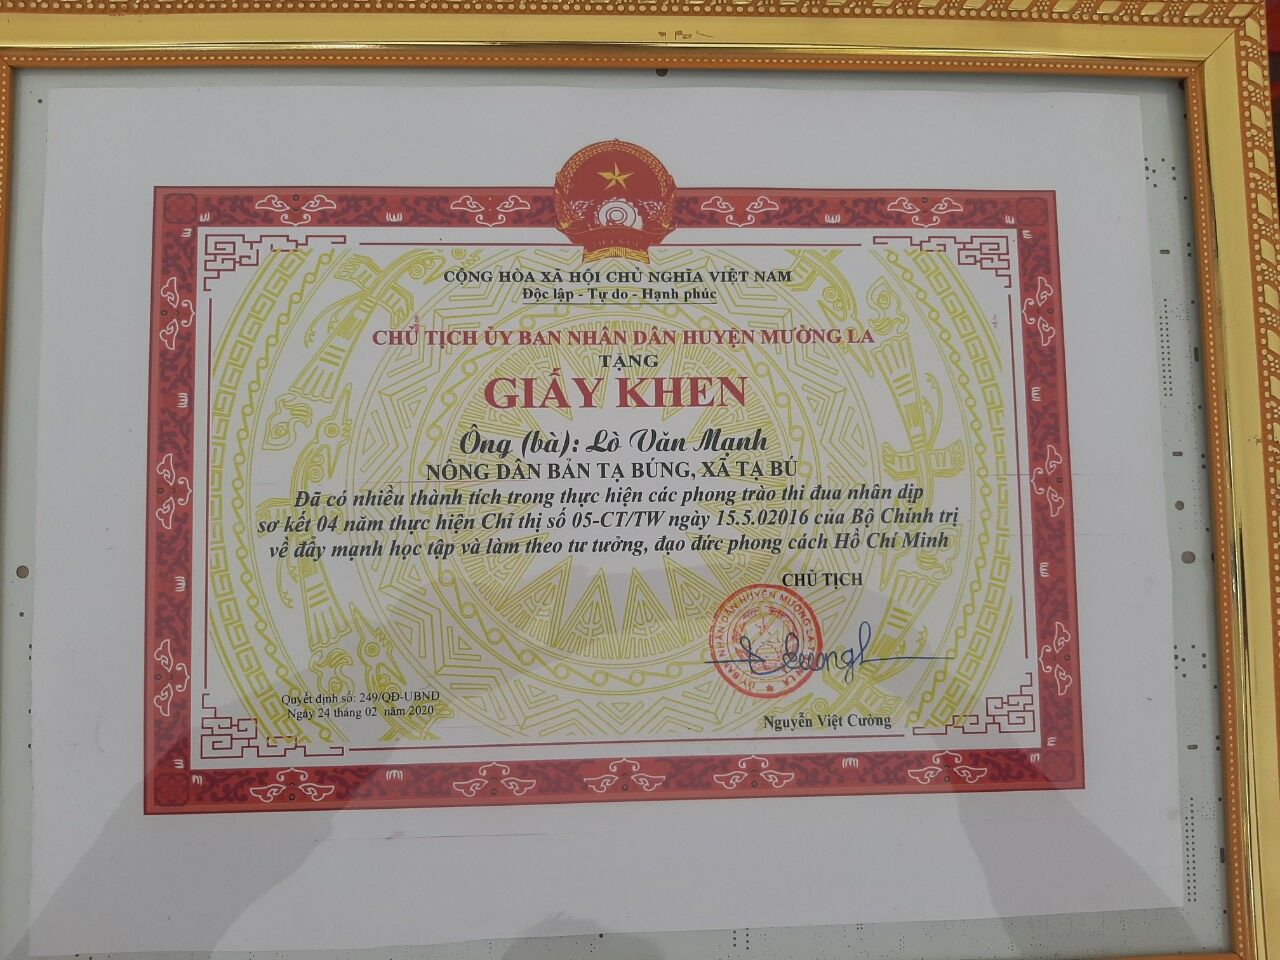 VIỆT NAM
CỘNG HÒA XÃ HỘI CHỦ NGHĨA VIỆT NAM
Độc lập - Tự do - Hạnh phúc
CHỦ TỊCH ỦY BAN NHÂN DÂN HUYỆN MƯỜNG LA
TẶNG
GIẤY KHEN
Ông (bà): Lò Văn Mạnh
NÔNG DÂN BẢN TẠ BÚNG, XÃ TẠ BÚ
Đã có nhiều thành tích trong thực hiện các phong trào thi đua nhân dịp
sơ kết 04 năm thực hiện Chỉ thị số 05-CT/TW ngày 15.5.02016 của Bộ Chính trị
về đẩy mạnh học tập và làm theo tư tưởng, đạo đức phong cách Hồ Chí Minh
CHỦ TỊCH
Quyết định số: 249/QĐ-UBND
Ngày 24 tháng 02 năm 2020
Nguyễn Việt Cường